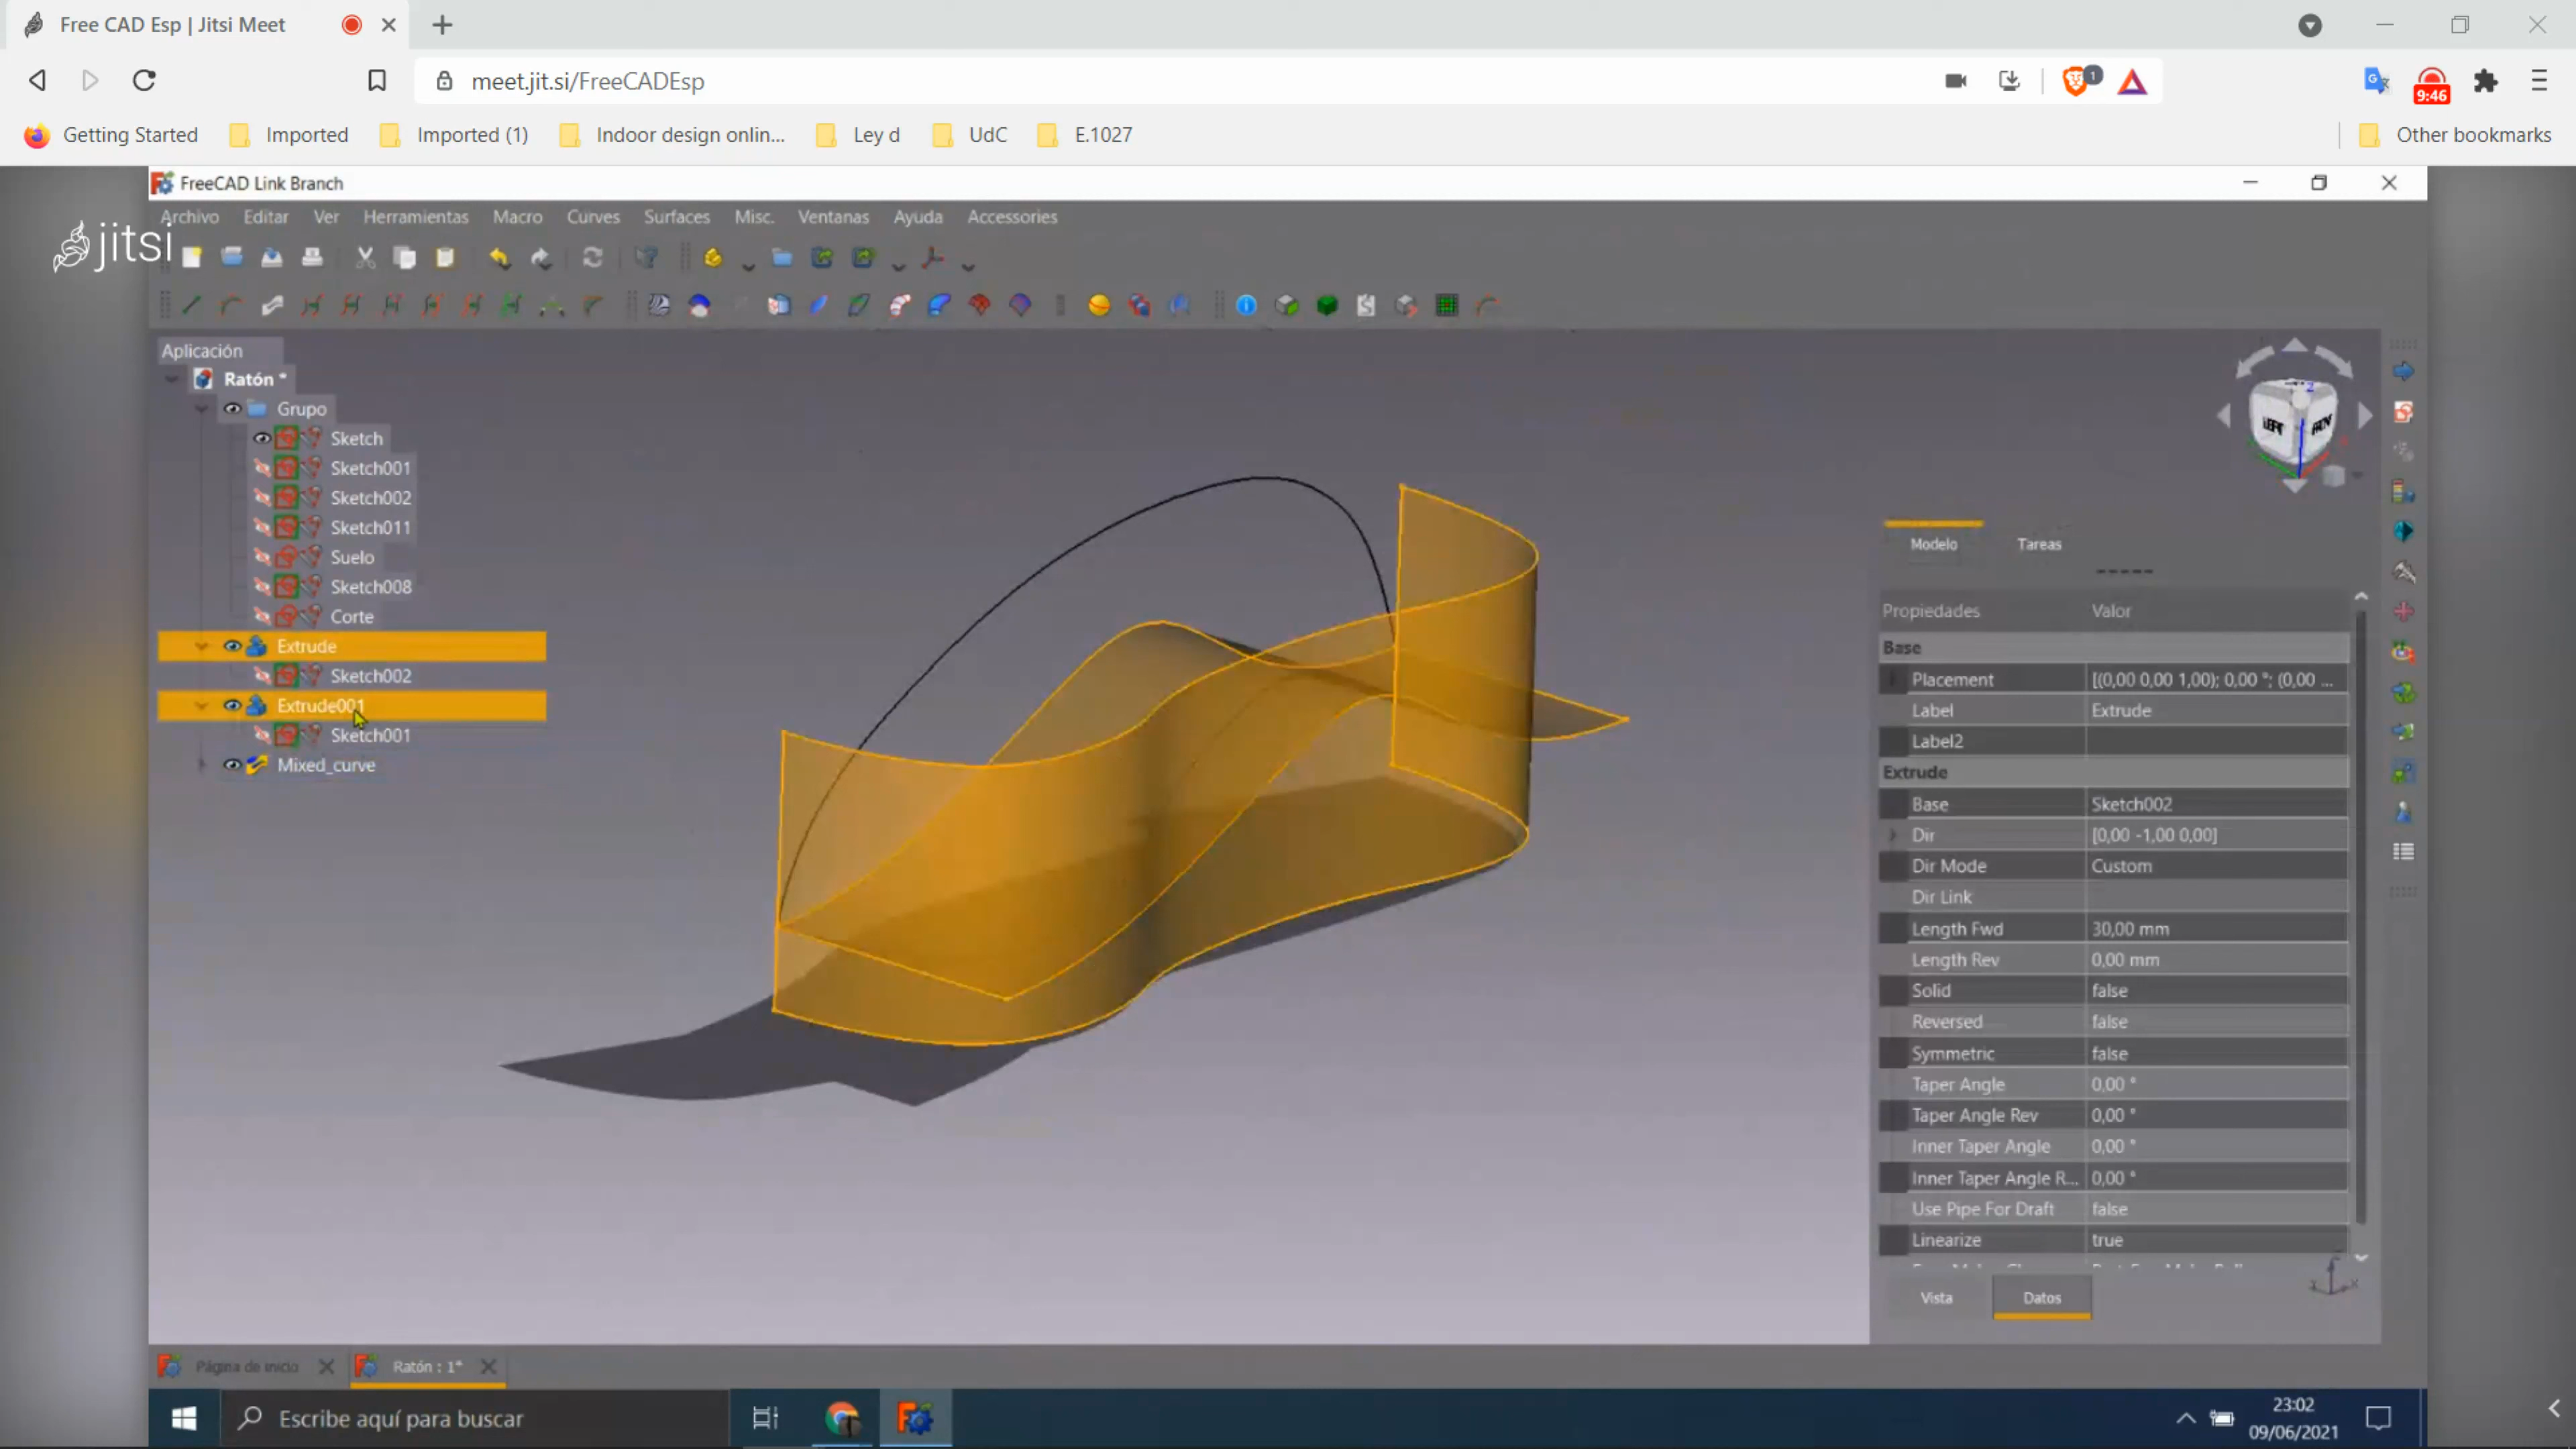 Free CAD Esp | Jitsi Meet
meet.jit.si/FreeCADEsp
1
9:46
Getting Started
Imported
Imported (1)
Indoor design onlin...
Ley d
UdC
E.1027
Other bookmarks
FreeCAD Link Branch
jitsi
Archivo
Editar
Ver
Herramientas
Macro
Curves
Surfaces
Misc.
Ventanas
Ayuda
Accessories
Aplicación
Ratón *
Grupo
Sketch
Sketch001
Sketch002
Sketch011
Suelo
Sketch008
Corte
Extrude
Sketch002
Extrude001
Sketch001
Mixed_curve
LEFT
Modelo
Tareas
Propiedades Valor
Base
Placement [(0,00 0,00 1,00); 0,00 °; (0,00 ...
Label Extrude
Label2
Extrude
Base Sketch002
Dir [0,00 -1,00 0,00]
Dir Mode Custom
Dir Link
Length Fwd 30,00 mm
Length Rev 0,00 mm
Solid false
Reversed false
Symmetric false
Taper Angle 0,00 °
Taper Angle Rev 0,00 °
Inner Taper Angle 0,00 °
Inner Taper Angle R... 0,00 °
Use Pipe For Draft false
Linearize true
Vista
Datos
Página de inicio
Ratón : 1*
Escribe aquí para buscar
23:02
09/06/2021